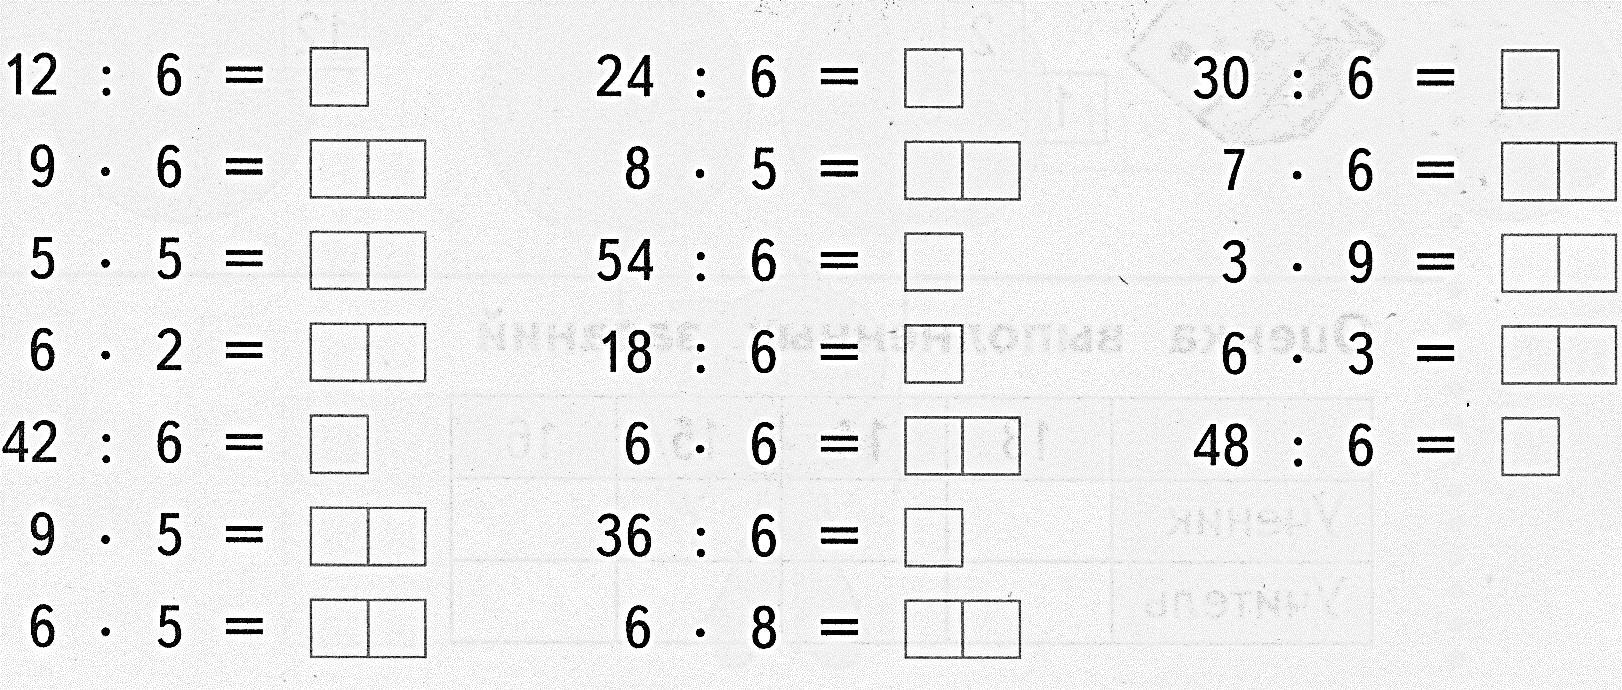 12 : 6 = 24 : 6 = 30 : 6 =
9 · 6 = 8 · 5 = 7 · 6 =
5 · 5 = 54 : 6 = 3 · 9 =
6 · 2 = 18 : 6 = 6 · 3 =
42 : 6 = 6 · 6 = 48 : 6 =
9 · 5 = 36 : 6 =
6 · 5 = 6 · 8 =